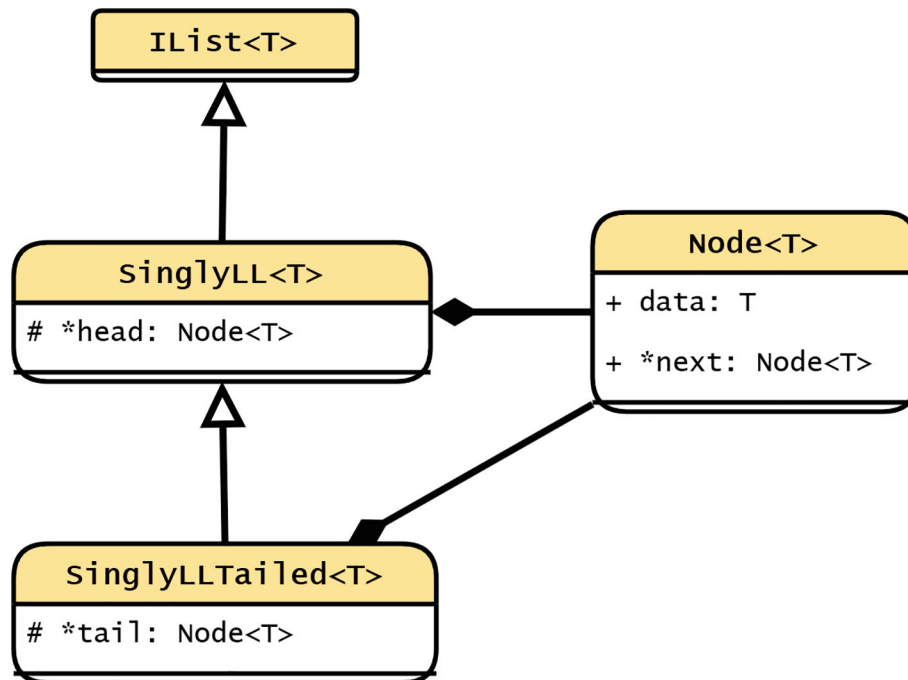 IList<T>
SinglyLL<T>
# *head: Node<T>
Node<T>
+ data: T
+ *next: Node<T>
SinglyLLTailed<T>
# *tail: Node<T>